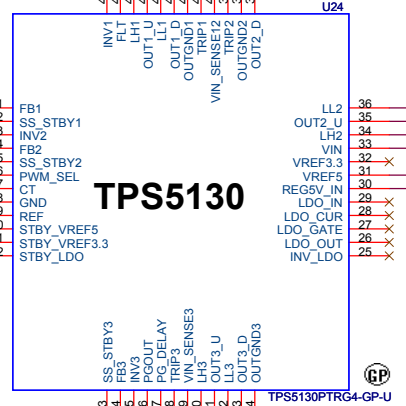 U24
INV1
FLT
LH1
OUT1_U
LL1
OUT1_D
OUTGND1
TRIP1
VIN_SENSE12
TRIP2
OUTGND2
OUT2_D
FB1
SS_STBY1
INV2
FB2
SS_STBY2
PWM_SEL
CT
GND
REF
STBY_VREF5
STBY_VREF3.3
STBY_LDO
TPS5130
LL2 36
OUT2_U 35
LH2 34
VIN 33
VREF3.3 32
VREF5 31
REG5V_IN 30
LDO_IN 29
LDO_CUR 28
LDO_GATE 27
LDO_OUT 26
INV_LDO 25
SS_STBY3
FB3
INV3
PGOUT
PG_DELAY
TRIP3
VIN_SENSE3
LH3
OUT3_U
LL3
OUT3_D
OUTGND3
GP
TPS5130PTRG4-GP-U